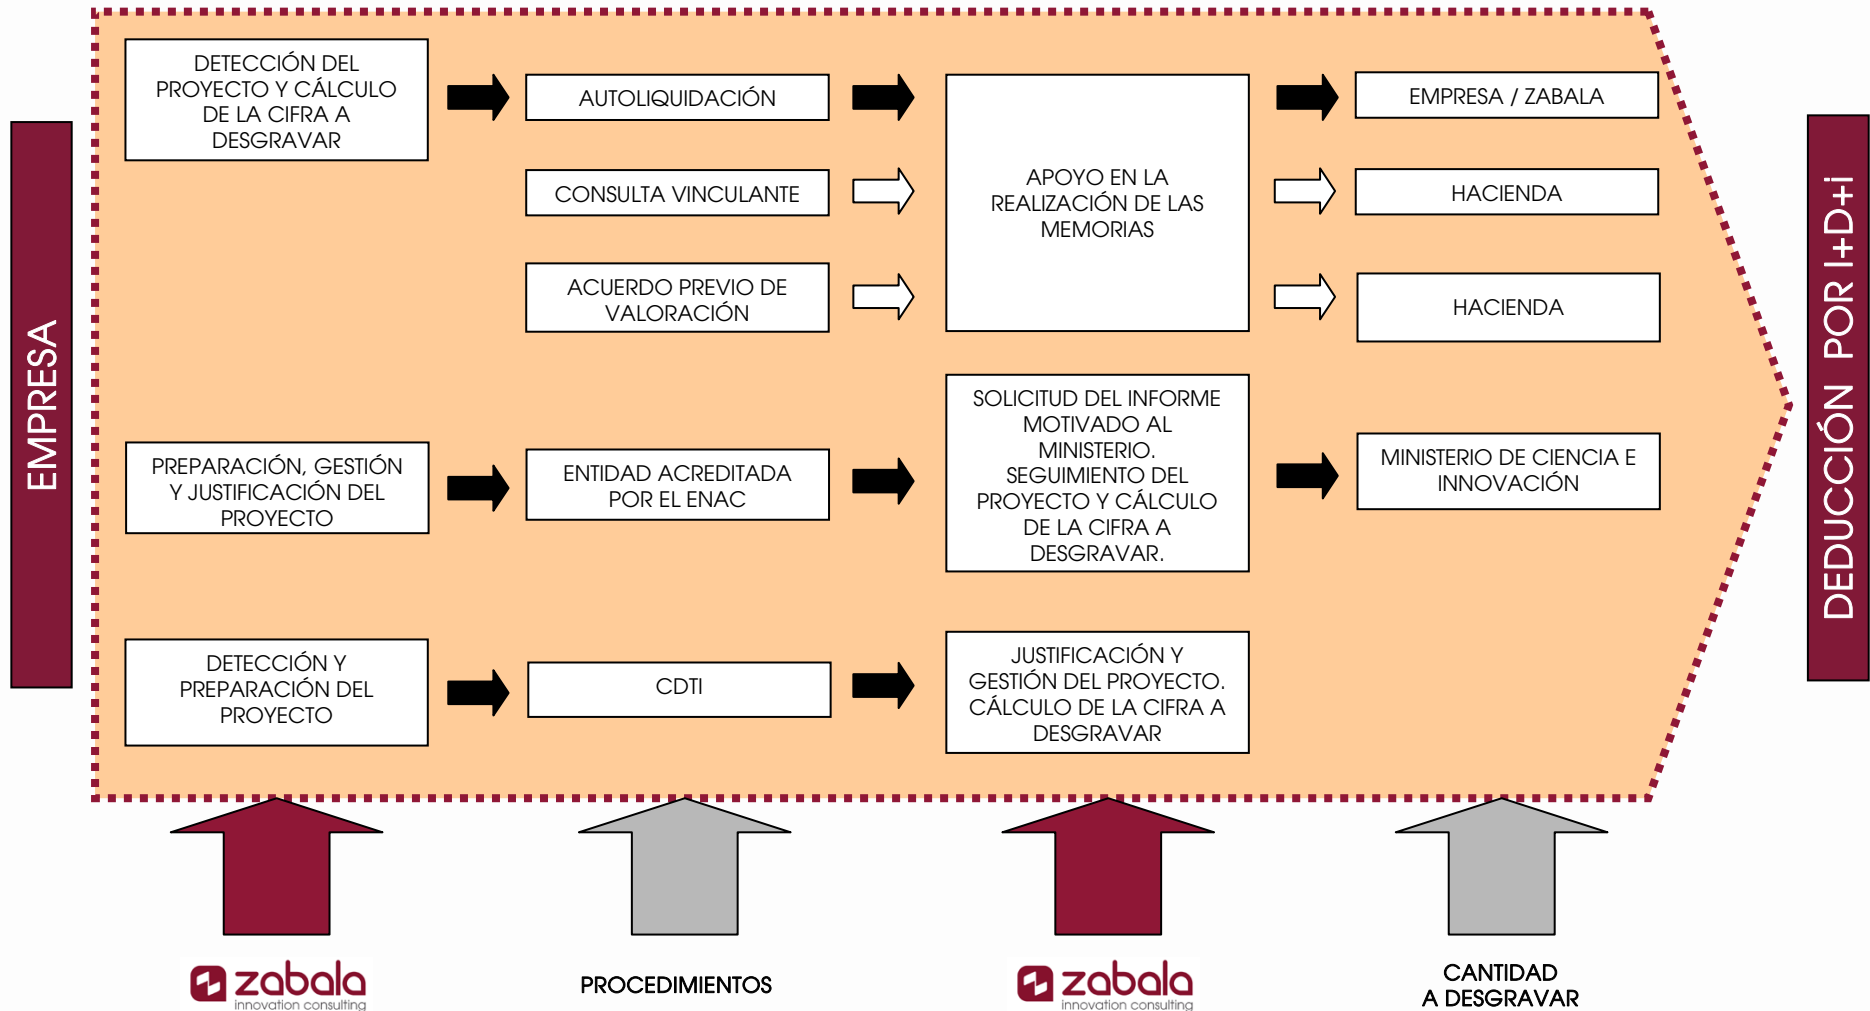 EMPRESA
DETECCIÓN DEL
PROYECTO Y CÁLCULO
DE LA CIFRA A
DESGRAVAR
AUTOLIQUIDACIÓN
CONSULTA VINCULANTE
ACUERDO PREVIO DE
VALORACIÓN
APOYO EN LA
REALIZACIÓN DE LAS
MEMORIAS
EMPRESA / ZABALA
HACIENDA
HACIENDA
PREPARACIÓN, GESTIÓN
Y JUSTIFICACIÓN DEL
PROYECTO
ENTIDAD ACREDITADA
POR EL ENAC
SOLICITUD DEL INFORME
MOTIVADO AL
MINISTERIO.
SEGUIMIENTO DEL
PROYECTO Y CÁLCULO
DE LA CIFRA A
DESGRAVAR.
MINISTERIO DE CIENCIA E
INNOVACIÓN
DETECCIÓN Y
PREPARACIÓN DEL
PROYECTO
CDTI
JUSTIFICACIÓN Y
GESTIÓN DEL PROYECTO.
CÁLCULO DE LA CIFRA A
DESGRAVAR
DEDUCCIÓN POR I+D+i
zabala
innovation consulting
PROCEDIMIENTOS
zabala
innovation consulting
CANTIDAD
A DESGRAVAR